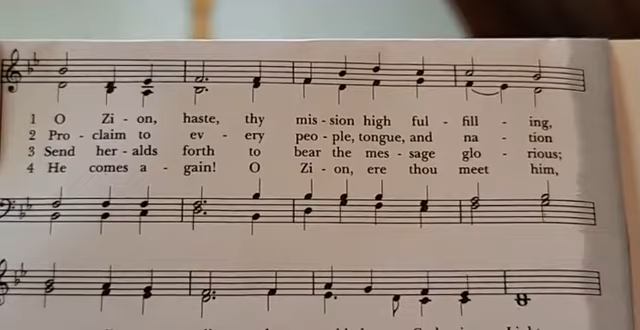 1 O Zi - on, haste, thy mis - sion high ful - fill - ing,
2 Pro - claim to ev - ery peo - ple, tongue, and na - tion
3 Send her - alds forth to bear the mes - sage glo - rious;
4 He comes a - gain! O Zi - on, ere thou meet him,